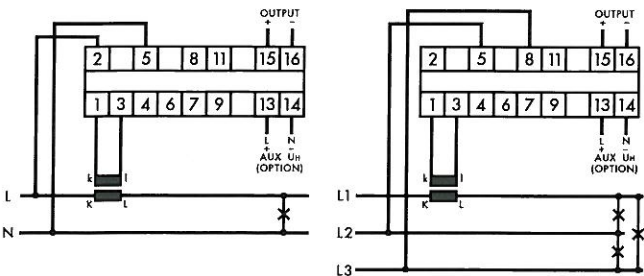 OUTPUT
+ −
2 5 8 11 15 16
1 3 4 6 7 9 13 14
L N
+ −
AUX UH
(OPTION)
k l
K L
L
N
OUTPUT
+ −
2 5 8 11 15 16
1 3 4 6 7 9 13 14
L N
+ −
AUX UH
(OPTION)
k l
K L
L1
L2
L3